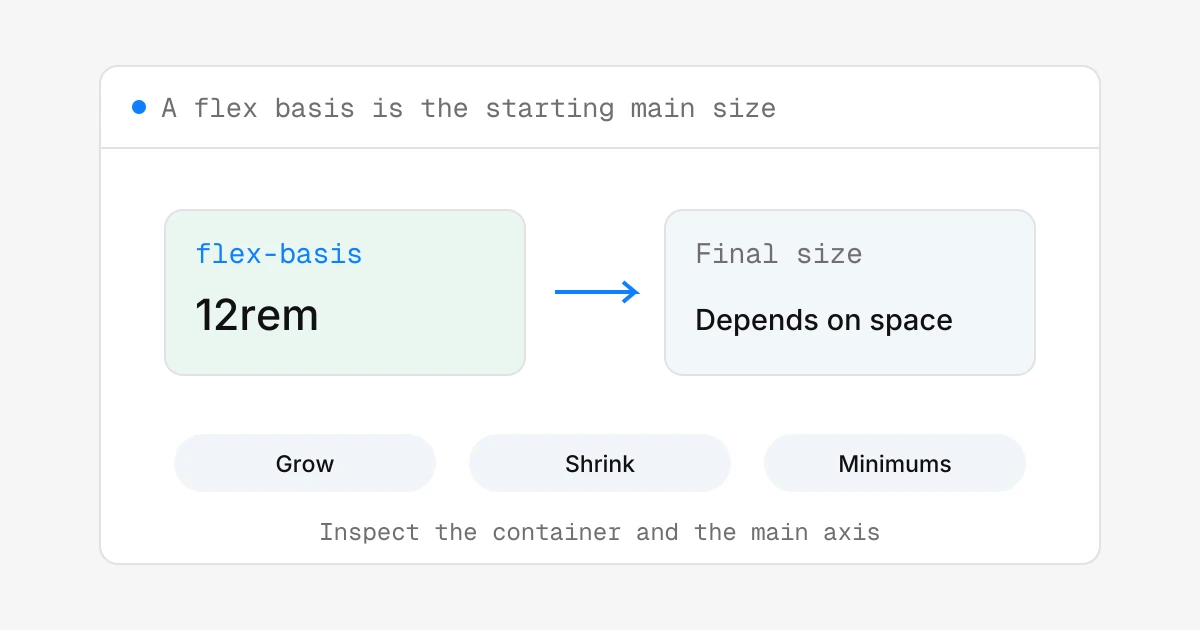 A flex basis is the starting main size
flex-basis
12rem
Final size
Depends on space
Grow
Shrink
Minimums
Inspect the container and the main axis